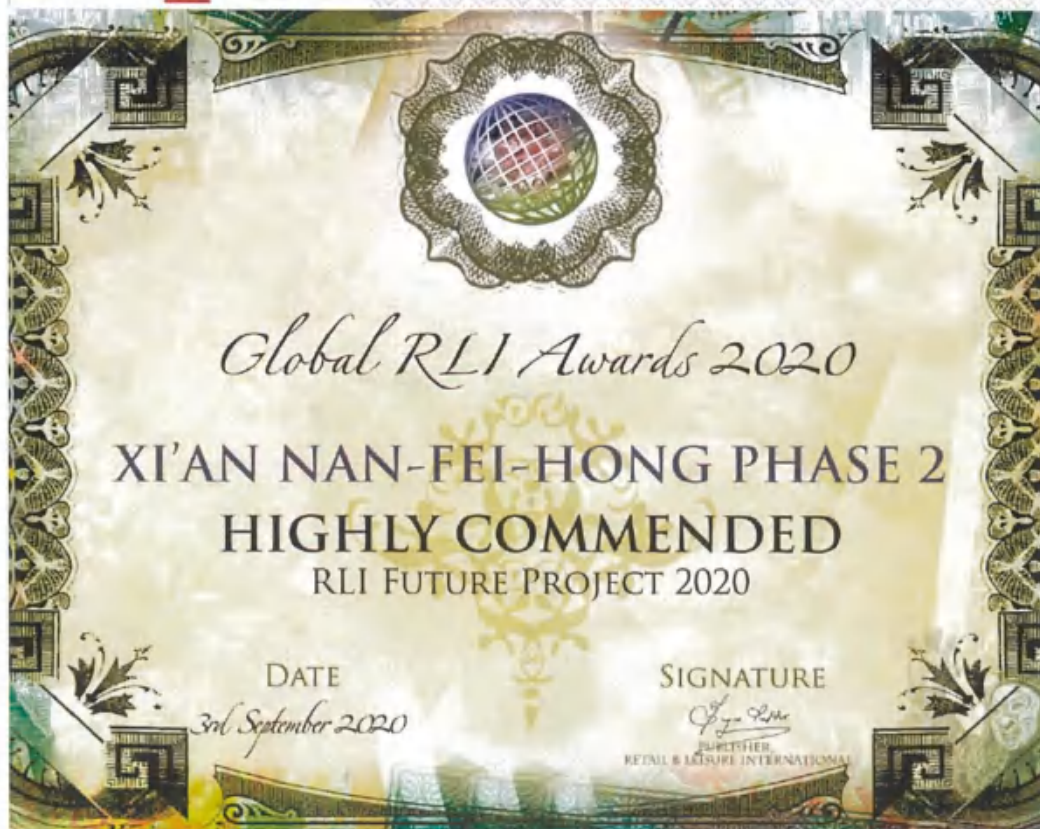 Global RLI Awards 2020
XI'AN NAN-FEI-HONG PHASE 2
HIGHLY COMMENDED
RLI FUTURE PROJECT 2020
DATE
SIGNATURE
3rd September 2020
PUBLISHER,
RETAIL & LEISURE INTERNATIONAL